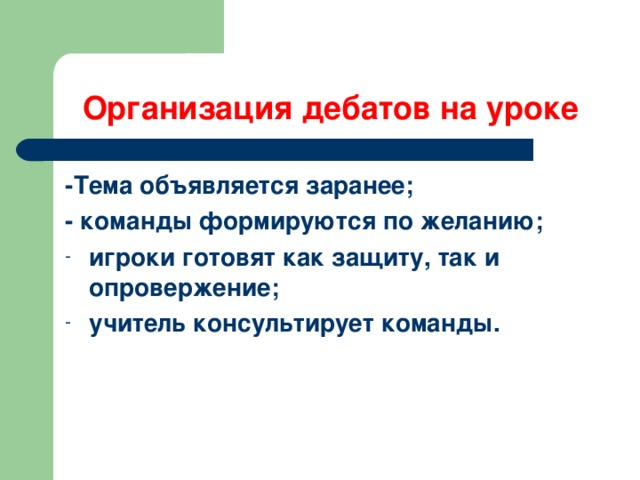 Организация дебатов на уроке
-Тема объявляется заранее;
- команды формируются по желанию;
- игроки готовят как защиту, так и
опровержение;
- учитель консультирует команды.